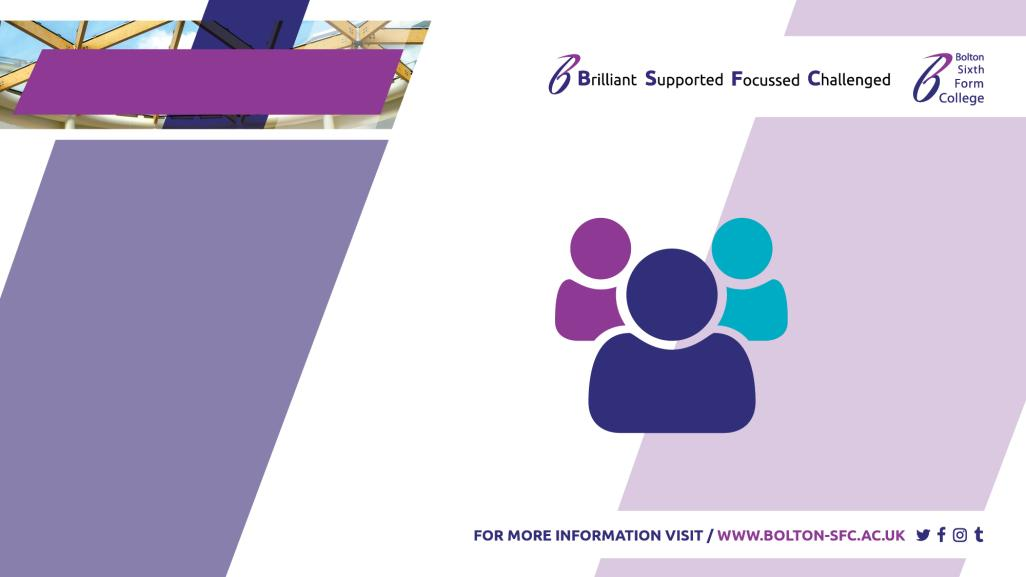 Brilliant Supported Focussed Challenged
Bolton
Sixth
Form
College
FOR MORE INFORMATION VISIT / WWW.BOLTON-SFC.AC.UK